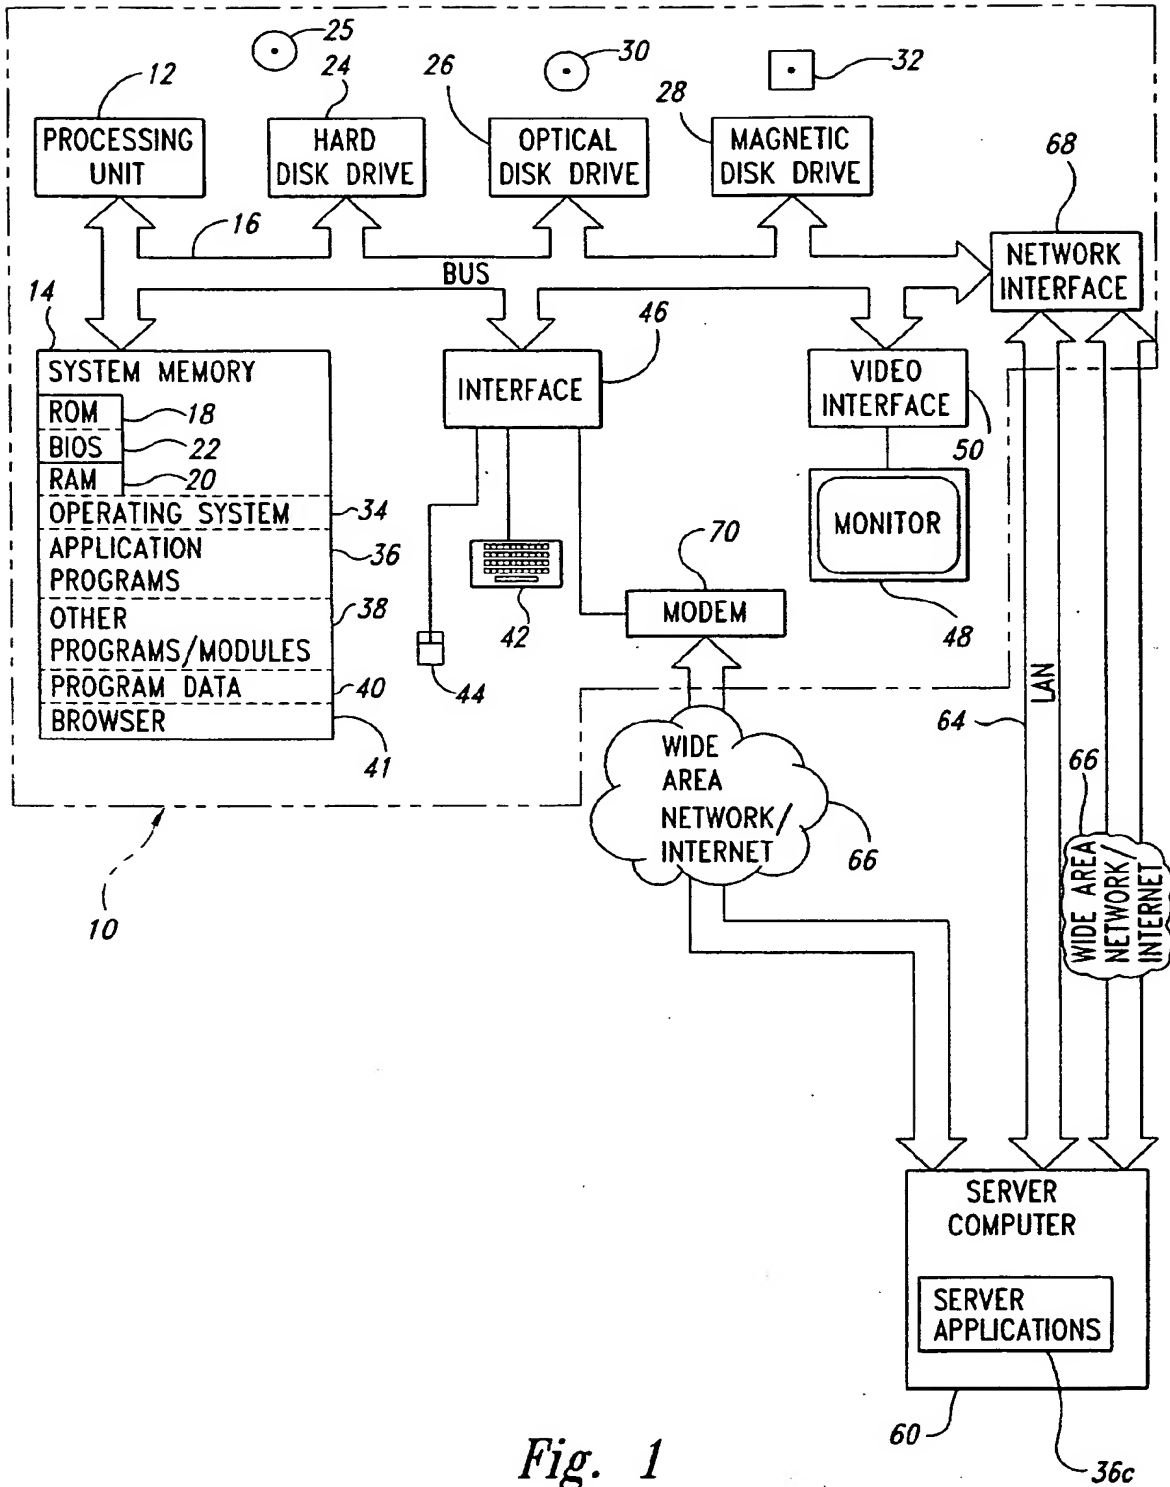 25
30
32
12
24
26
28
PROCESSING
UNIT
HARD
DISK DRIVE
OPTICAL
DISK DRIVE
MAGNETIC
DISK DRIVE
68
16
BUS
NETWORK
INTERFACE
14
46
SYSTEM MEMORY
ROM
18
BIOS
22
RAM
20
OPERATING SYSTEM
34
APPLICATION
PROGRAMS
36
OTHER
PROGRAMS/MODULES
38
PROGRAM DATA
40
BROWSER
41
INTERFACE
VIDEO
INTERFACE
50
MONITOR
48
42
44
70
MODEM
WIDE
AREA
NETWORK/
INTERNET
66
64
LAN
66
WIDE AREA
NETWORK/
INTERNET
10
SERVER
COMPUTER
SERVER
APPLICATIONS
60
36c
Fig. 1